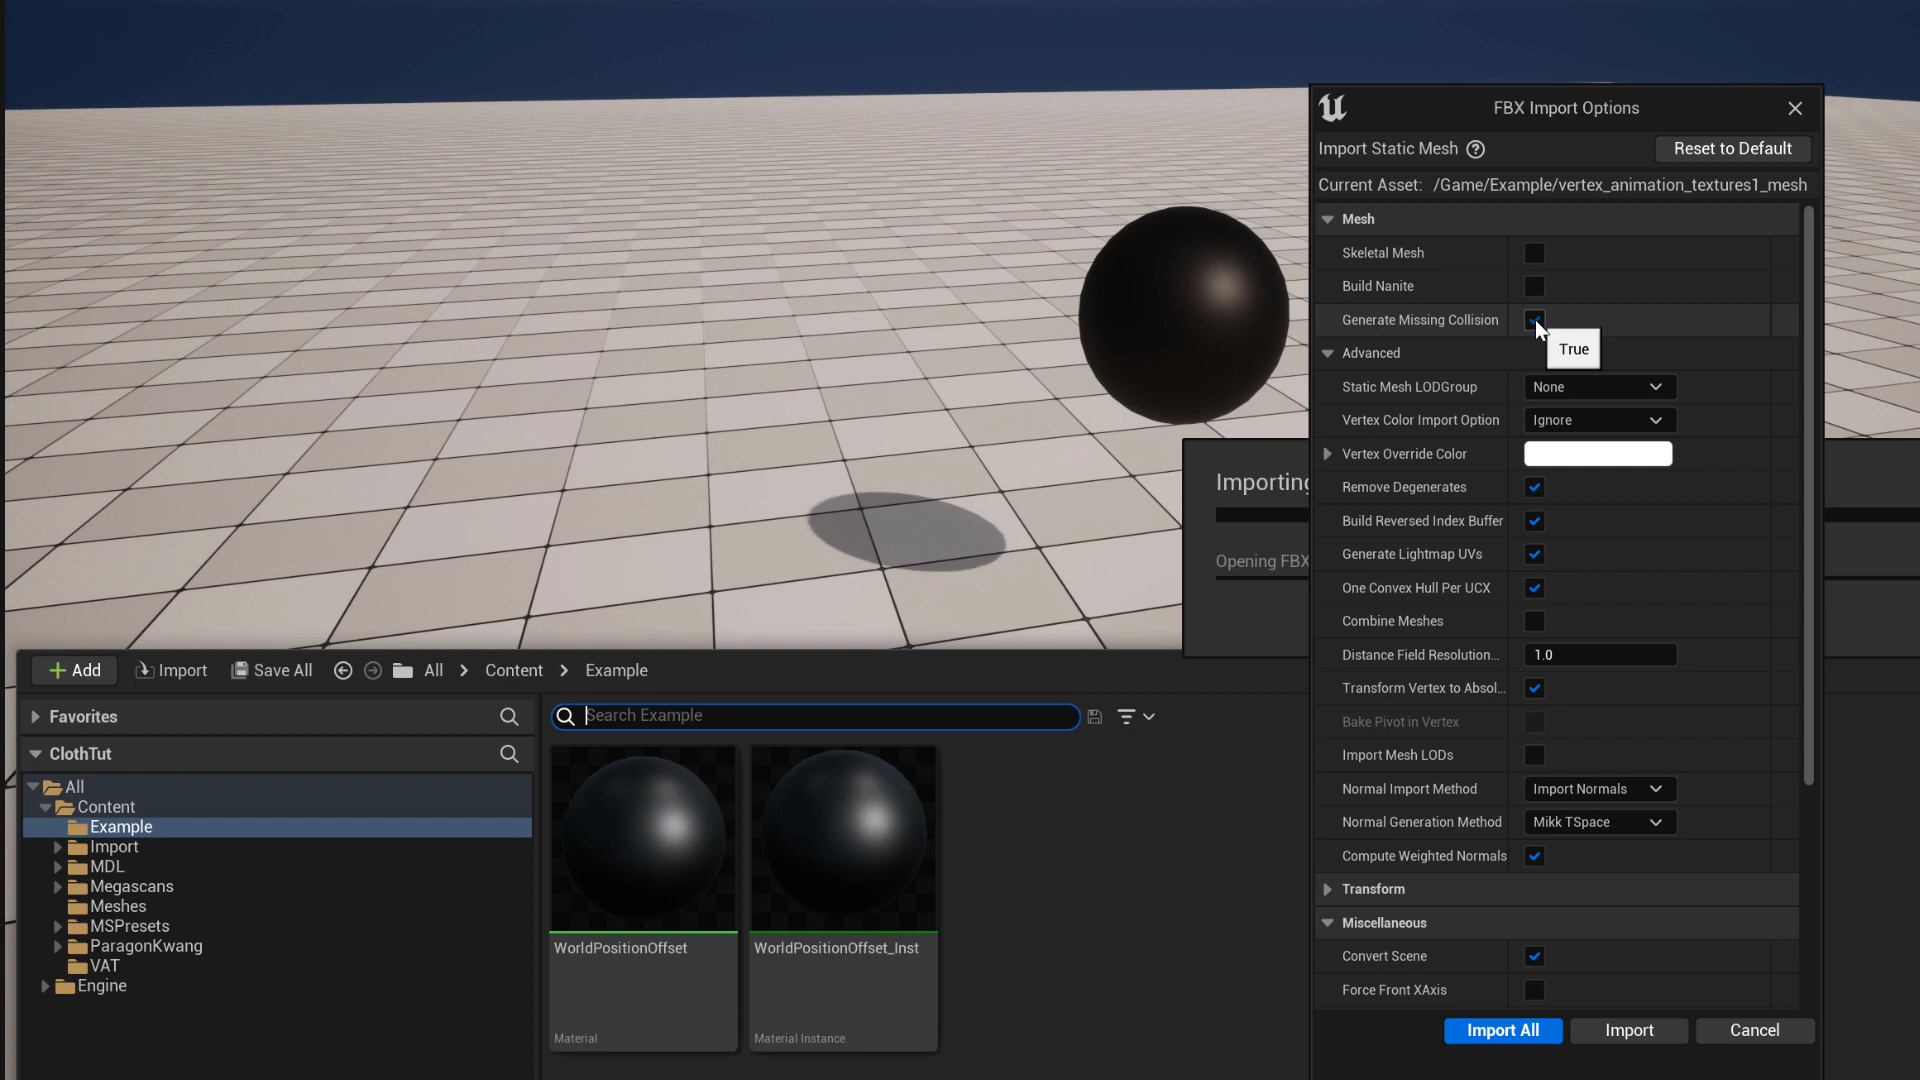 FBX Import Options
Import Static Mesh
Reset to Default
Current Asset: /Game/Example/vertex_animation_textures1_mesh
Mesh
Skeletal Mesh
Build Nanite
Generate Missing Collision
True
Advanced
Static Mesh LODGroup None
Vertex Color Import Option Ignore
Vertex Override Color
Remove Degenerates
Build Reversed Index Buffer
Generate Lightmap UVs
One Convex Hull Per UCX
Combine Meshes
Distance Field Resolution... 1.0
Transform Vertex to Absol...
Bake Pivot in Vertex
Import Mesh LODs
Normal Import Method Import Normals
Normal Generation Method Mikk TSpace
Compute Weighted Normals
Transform
Miscellaneous
Convert Scene
Force Front XAxis
Import All Import Cancel
Importing
Opening FBX
Add Import Save All All Content Example
Favorites
ClothTut
All
Content
Example
Import
MDL
Megascans
Meshes
MSPresets
ParagonKwang
VAT
Engine
Search Example
WorldPositionOffset
Material
WorldPositionOffset_Inst
Material Instance